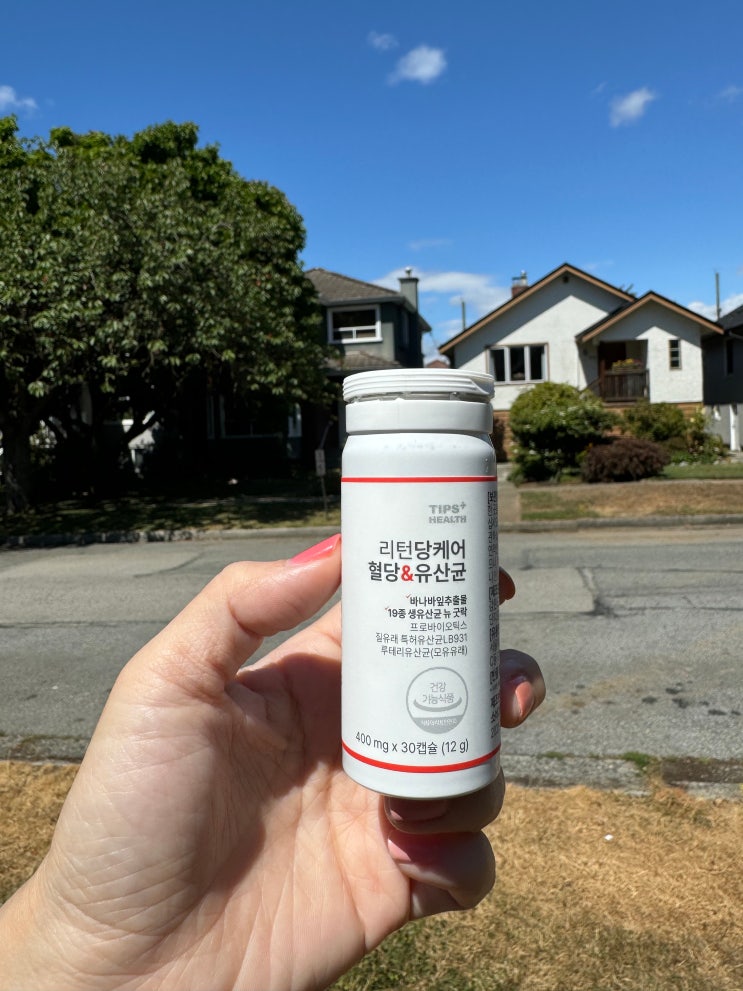 TIPS+
HEALTH
리턴당케어
혈당&유산균
바나바잎추출물
19종 생유산균 뉴 굿락
프로바이오틱스
질유래 특허유산균LB931
루테리유산균(모유유래)
건강
기능식품
400 mg x 30캡슐 (12 g)